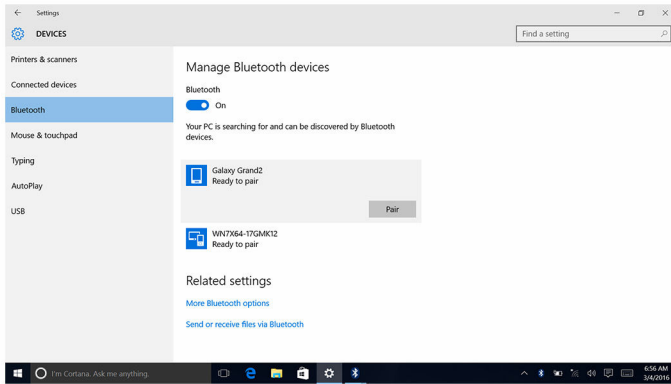 Settings
DEVICES
Find a setting
Printers & scanners
Connected devices
Bluetooth
Mouse & touchpad
Typing
AutoPlay
USB
Manage Bluetooth devices
Bluetooth
On
Your PC is searching for and can be discovered by Bluetooth
devices.
Galaxy Grand2
Ready to pair
Pair
WN7X64-17GMK12
Ready to pair
Related settings
More Bluetooth options
Send or receive files via Bluetooth
I'm Cortana. Ask me anything.
6:56 AM
3/4/2016